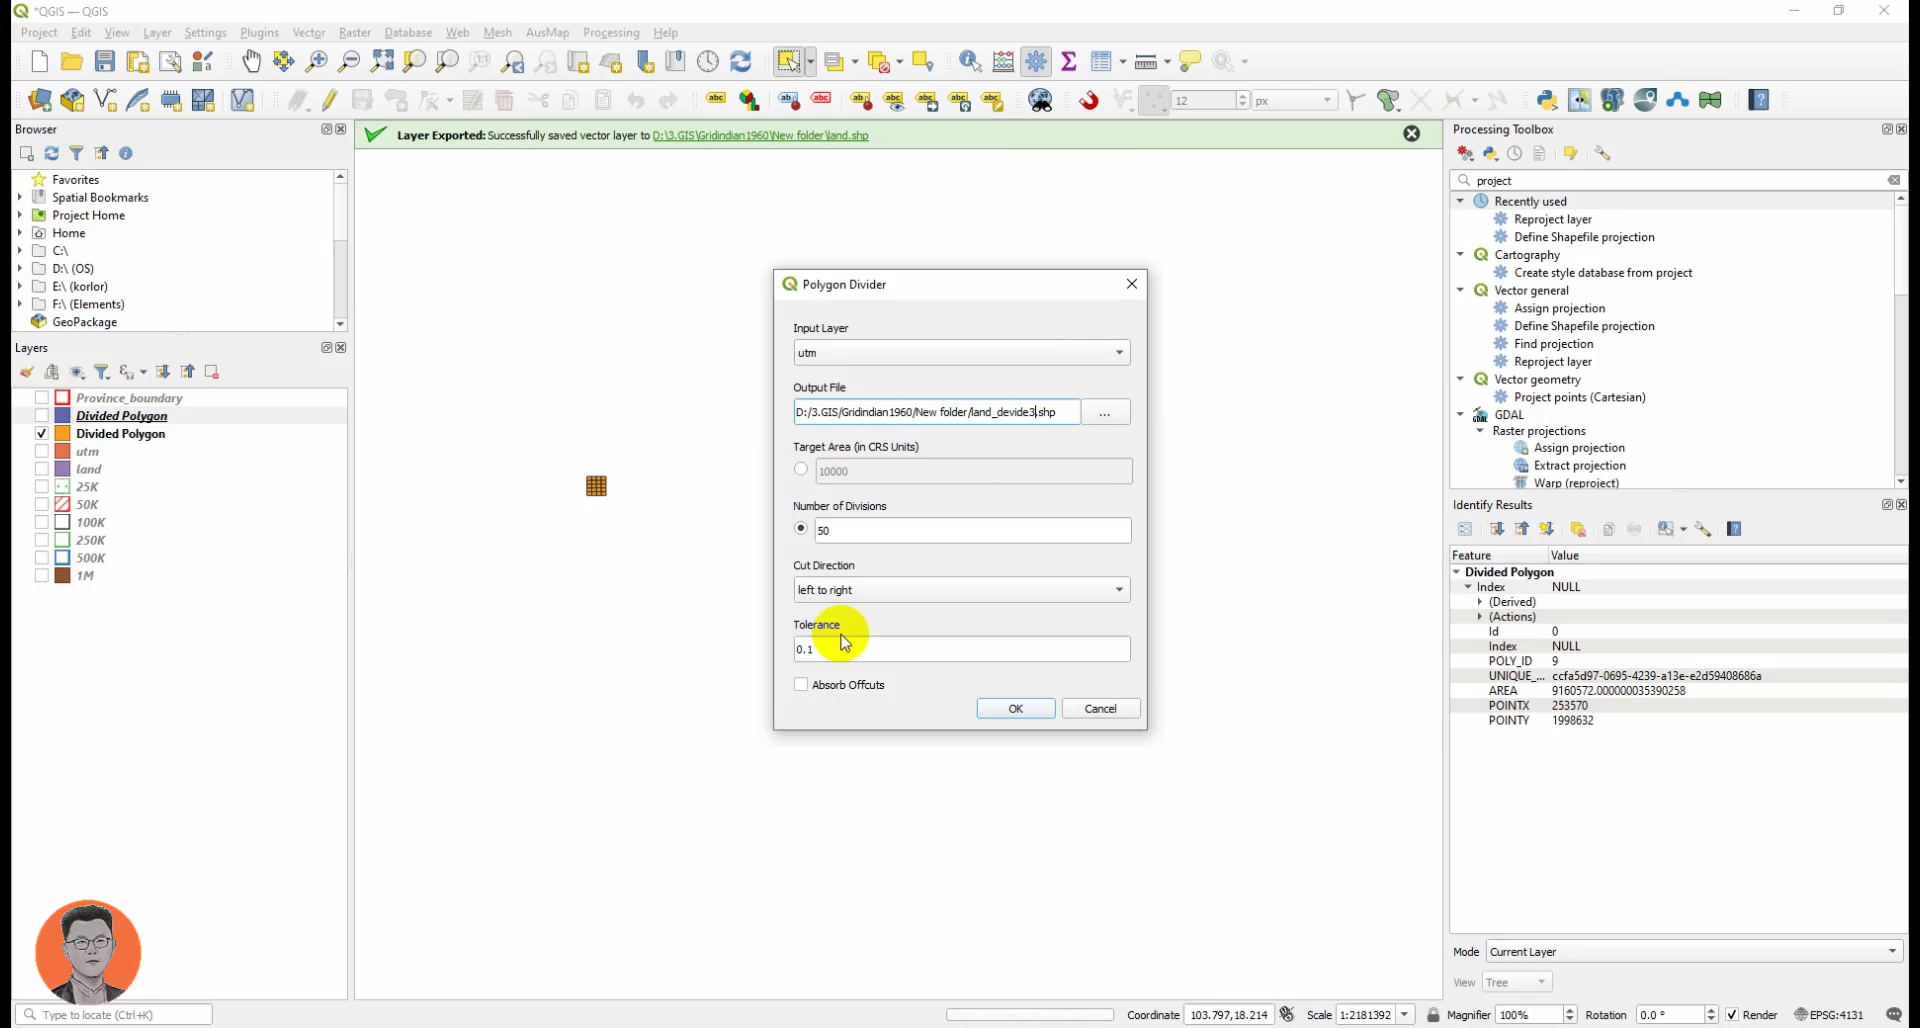 *QGIS — QGIS
Project Edit View Layer Settings Plugins Vector Raster Database Web Mesh AusMap Processing Help
12 px
Browser
Favorites
Spatial Bookmarks
Project Home
Home
C:\
D:\ (OS)
E:\ (korlor)
F:\ (Elements)
GeoPackage
Layers
Province_boundary
Divided Polygon
Divided Polygon
utm
land
25K
50K
100K
250K
500K
1M
Type to locate (Ctrl+K)
Layer Exported: Successfully saved vector layer to D:\3.GIS\Gridindian1960\New folder\land.shp
Polygon Divider
Input Layer
utm
Output File
D:/3.GIS/Gridindian1960/New folder/land_devide3.shp
...
Target Area (in CRS Units)
10000
Number of Divisions
50
Cut Direction
left to right
Tolerance
0.1
Absorb Offcuts
OK Cancel
Processing Toolbox
project
Recently used
Reproject layer
Define Shapefile projection
Cartography
Create style database from project
Vector general
Assign projection
Define Shapefile projection
Find projection
Reproject layer
Vector geometry
Project points (Cartesian)
GDAL
Raster projections
Assign projection
Extract projection
Warp (reproject)
Identify Results
Feature Value
Divided Polygon
Index NULL
(Derived)
(Actions)
Id 0
Index NULL
POLY_ID 9
UNIQUE_... ccfa5d97-0695-4239-a13e-e2d59408686a
AREA 9160572.000000035390258
POINTX 253570
POINTY 1998632
Mode Current Layer
View Tree
Coordinate 103.797,18.214 Scale 1:2181392 Magnifier 100% Rotation 0.0 ° Render EPSG:4131